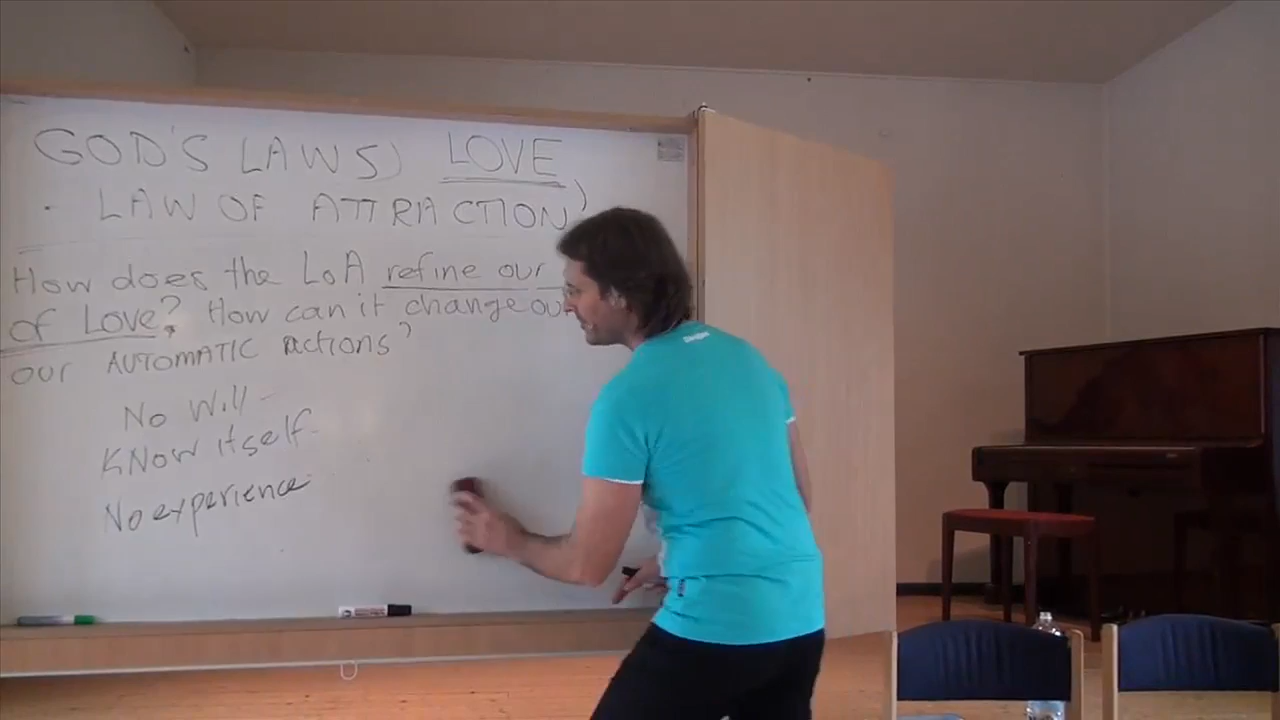 GOD'S LAWS) LOVE
· LAW OF ATTRACTION)
How does the LoA refine our
of Love? How can it change ou
our AUTOMATIC actions?
No Will -
KNow itself -
No experience